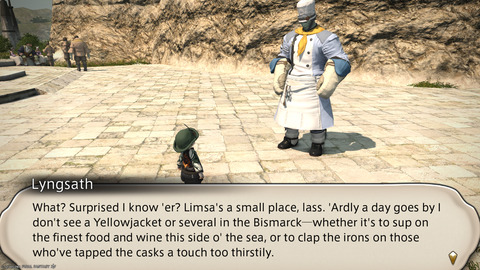 Lyngsath
What? Surprised I know 'er? Limsa's a small place, lass. 'Ardly a day goes by I
don't see a Yellowjacket or several in the Bismarck—whether it's to sup on
the finest food and wine this side o' the sea, or to clap the irons on those
who've tapped the casks a touch too thirstily.